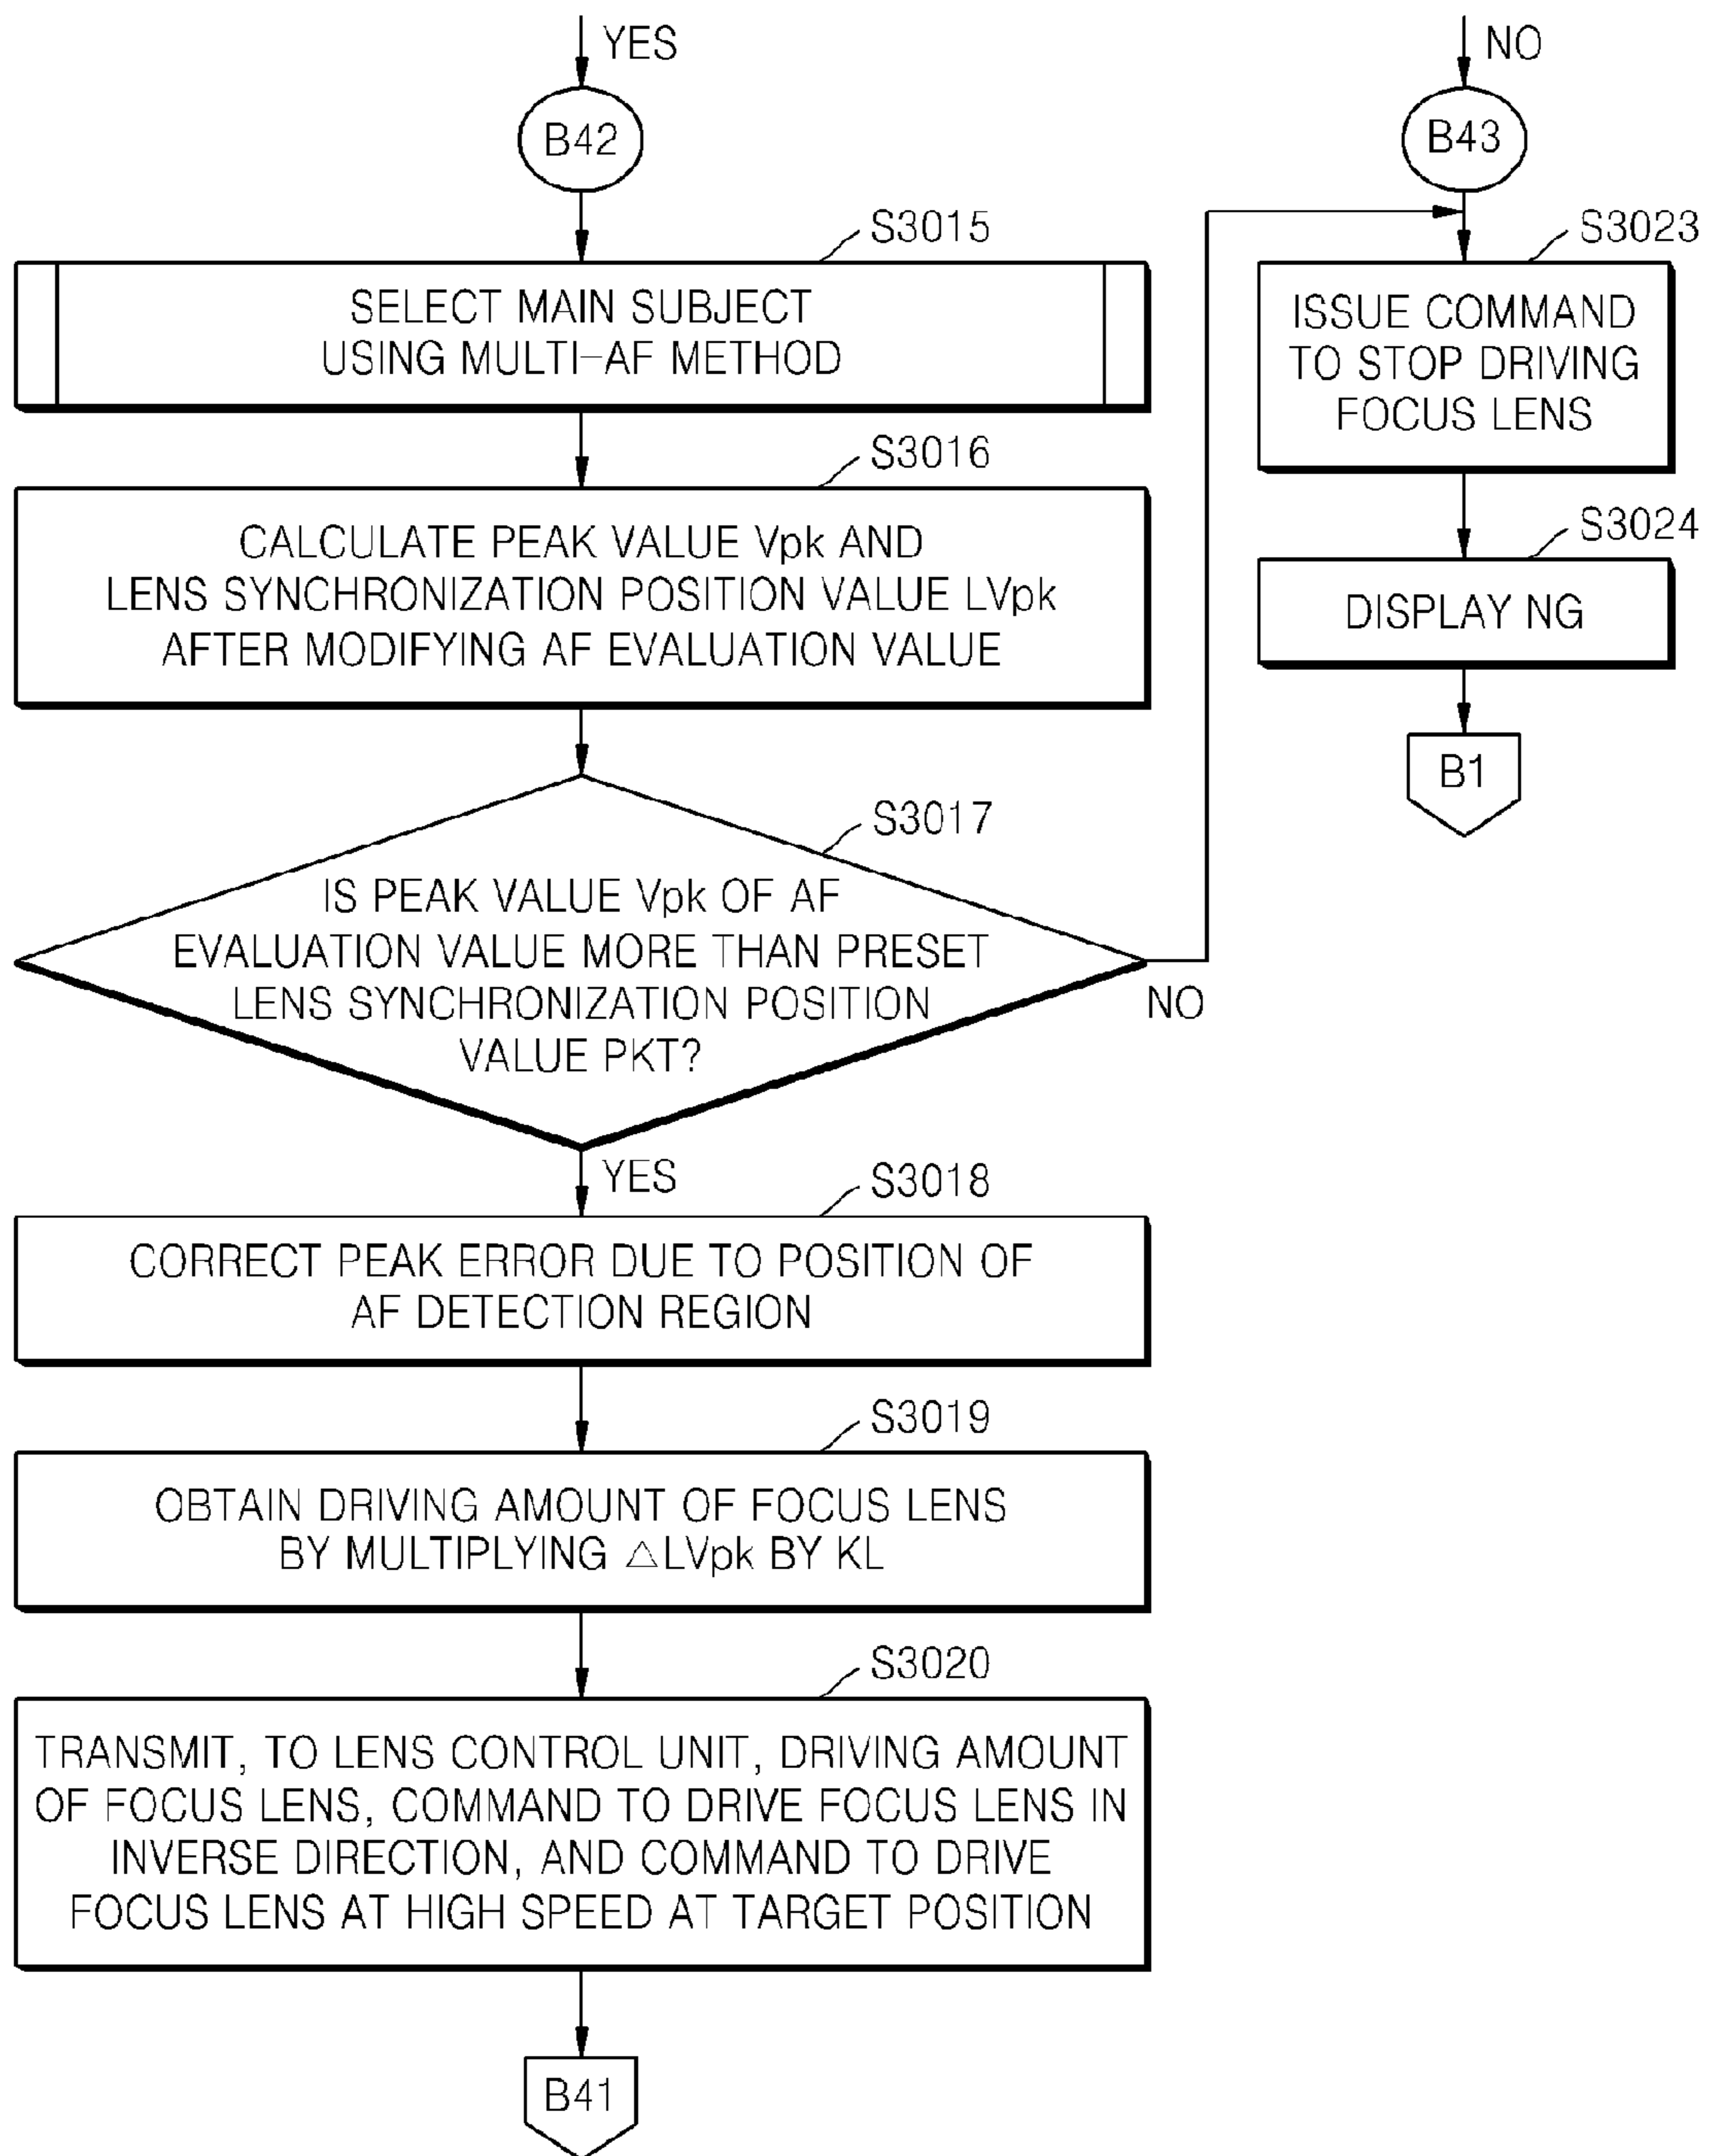 YES
B42
S3015
SELECT MAIN SUBJECT
USING MULTI-AF METHOD
S3016
CALCULATE PEAK VALUE Vpk AND
LENS SYNCHRONIZATION POSITION VALUE LVpk
AFTER MODIFYING AF EVALUATION VALUE
S3017
IS PEAK VALUE Vpk OF AF
EVALUATION VALUE MORE THAN PRESET
LENS SYNCHRONIZATION POSITION
VALUE PKT?
NO
YES
S3018
CORRECT PEAK ERROR DUE TO POSITION OF
AF DETECTION REGION
S3019
OBTAIN DRIVING AMOUNT OF FOCUS LENS
BY MULTIPLYING △LVpk BY KL
S3020
TRANSMIT, TO LENS CONTROL UNIT, DRIVING AMOUNT
OF FOCUS LENS, COMMAND TO DRIVE FOCUS LENS IN
INVERSE DIRECTION, AND COMMAND TO DRIVE
FOCUS LENS AT HIGH SPEED AT TARGET POSITION
B41
NO
B43
S3023
ISSUE COMMAND
TO STOP DRIVING
FOCUS LENS
S3024
DISPLAY NG
B1